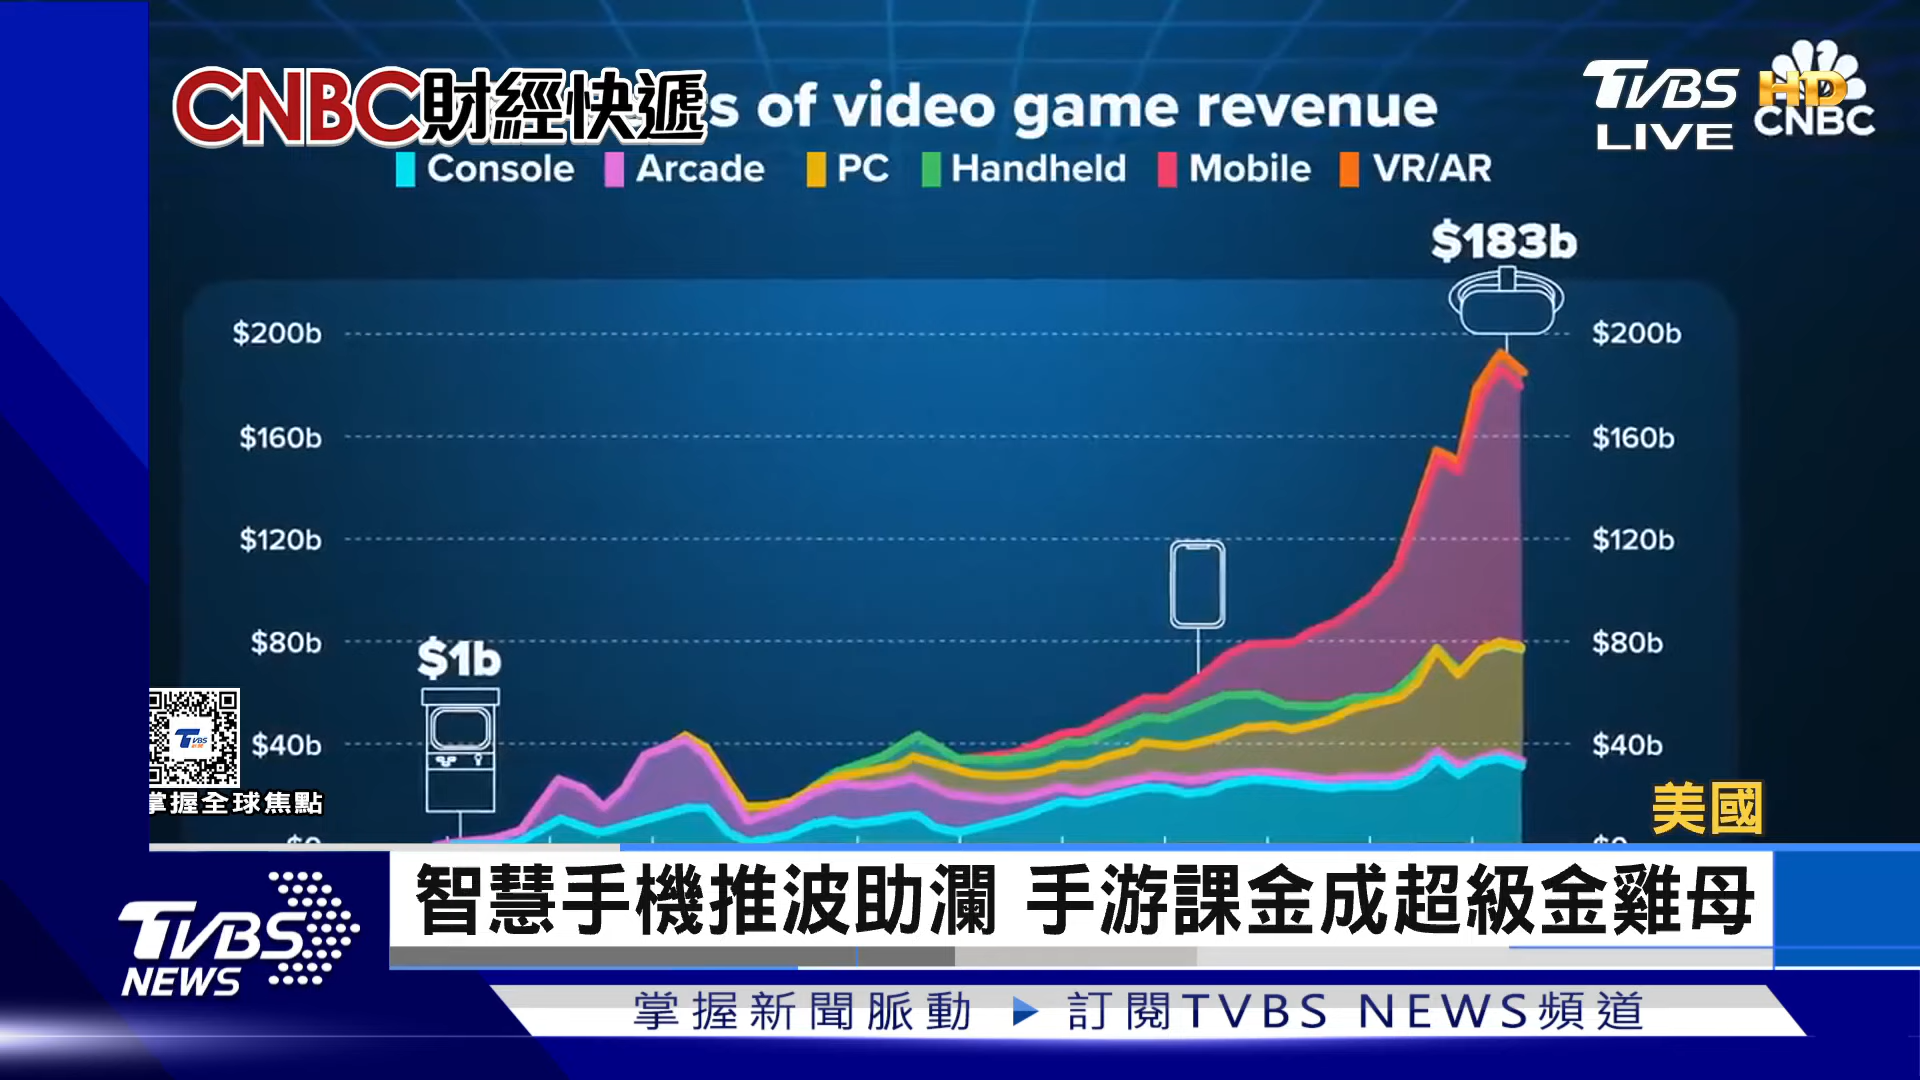 CNBC財經快遞
s of video game revenue
TVBS
LIVE
HD
CNBC
Console Arcade PC Handheld Mobile VR/AR
$183b
$200b $200b
$160b $160b
$120b $120b
$80b $80b
$1b
$40b $40b
TVBS
掌握全球焦點
美國
智慧手機推波助瀾 手游課金成超級金雞母
TVBS
NEWS
掌握新聞脈動 訂閱TVBS NEWS頻道